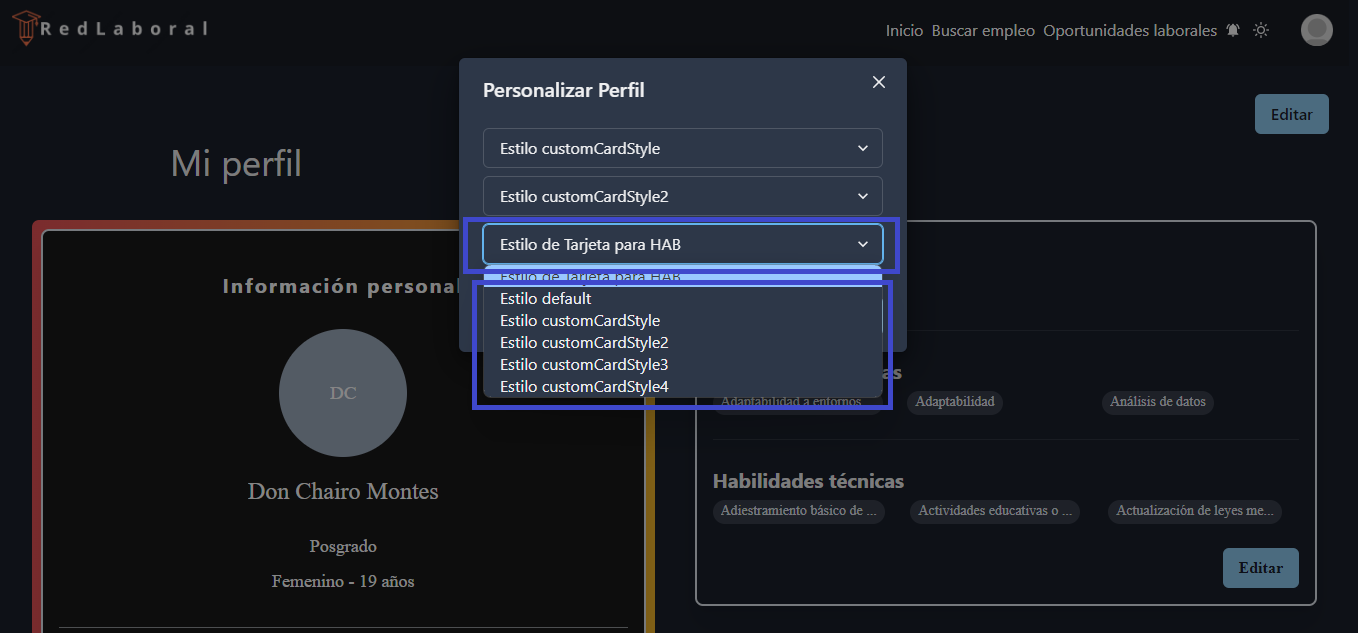 RedLaboral
Inicio Buscar empleo Oportunidades laborales
Personalizar Perfil
Editar
Estilo customCardStyle
Mi perfil
Estilo customCardStyle2
Estilo de Tarjeta para HAB
Estilo de Tarjeta para HAB
Información personal
Estilo default
Estilo customCardStyle
Estilo customCardStyle2
Estilo customCardStyle3
as
Estilo customCardStyle4
DC
Adaptabilidad a entornos
Adaptabilidad
Análisis de datos
Habilidades técnicas
Don Chairo Montes
Adiestramiento básico de ...
Actividades educativas o ...
Actualización de leyes me...
Posgrado
Editar
Femenino - 19 años